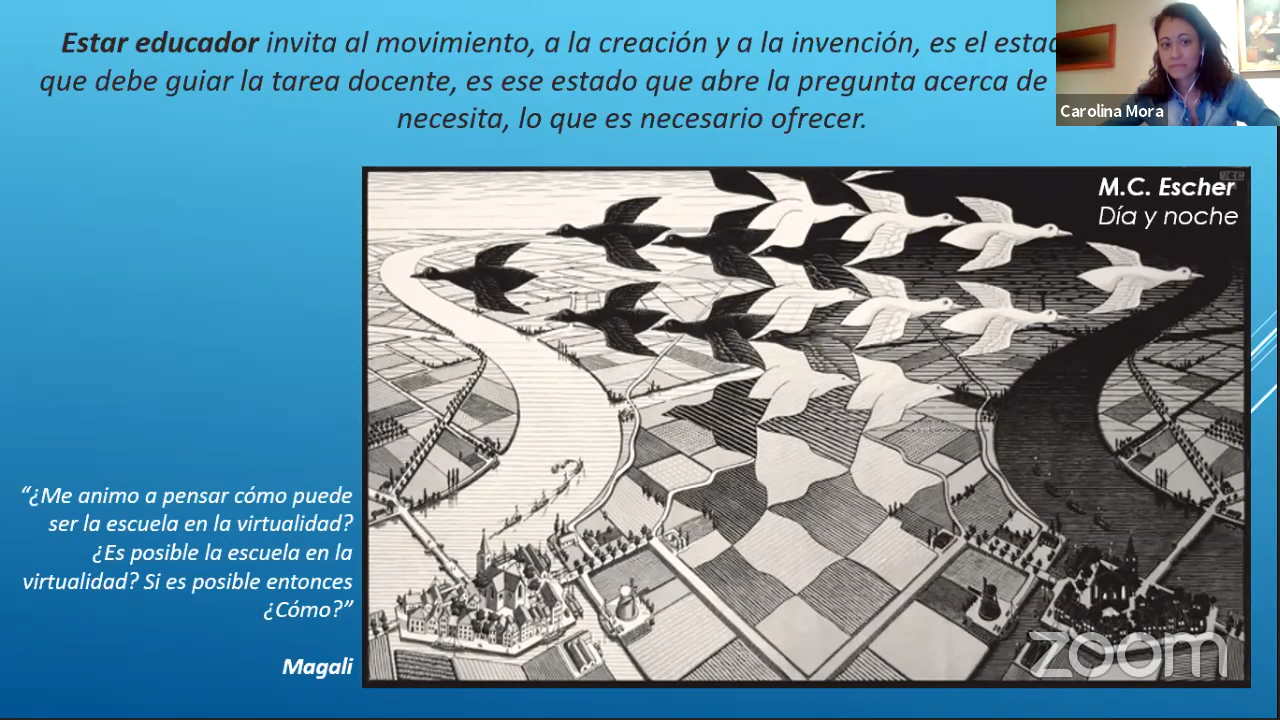 Estar educador invita al movimiento, a la creación y a la invención, es el
que debe guiar la tarea docente, es ese estado que abre la pregunta acerca de
necesita, lo que es necesario ofrecer.
Carolina Mora
M.C. Escher
Día y noche
“¿Me animo a pensar cómo puede
ser la escuela en la virtualidad?
¿Es posible la escuela en la
virtualidad? Si es posible entonces
¿Cómo?”
Magali
zoom